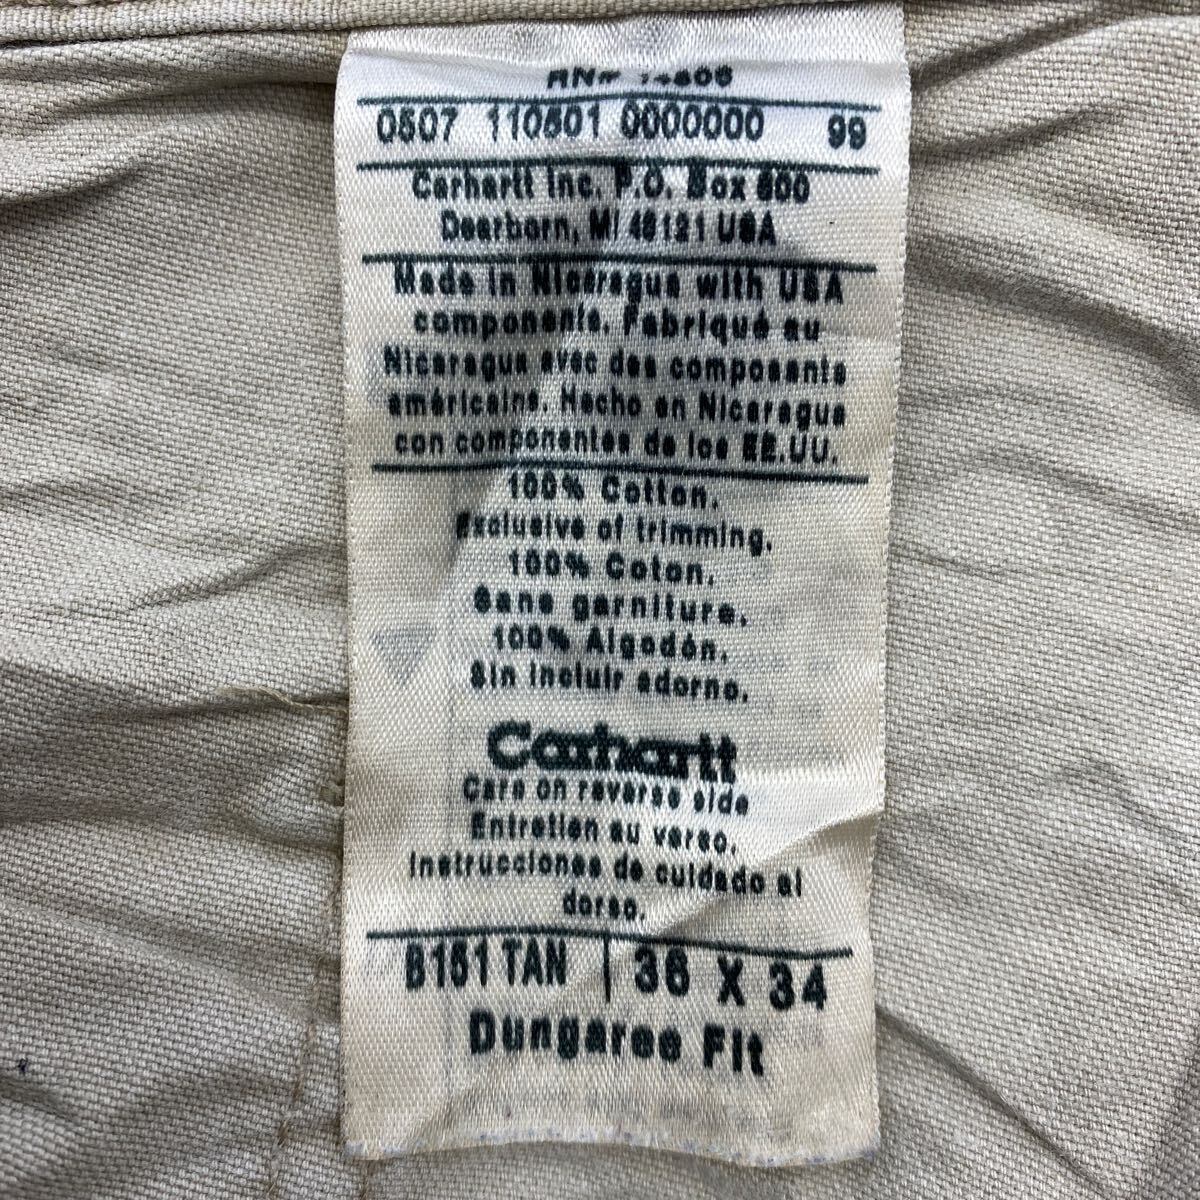 RN# 14806
0507 110501 0000000 99
Carhartt Inc. P.O. Box 600
Dearborn, MI 48121 USA
Made in Nicaragua with USA
components. Fabriqué au
Nicaragua avec des composants
américains. Hecho en Nicaragua
con componentes de los EE.UU.
100% Cotton.
Exclusive of trimming.
100% Coton.
Sans garniture.
100% Algodón.
Sin incluir adorno.
Carhartt
Care on reverse side
Entretien au verso.
Instrucciones de cuidado al
dorso.
B151 TAN | 36 X 34
Dungaree Fit